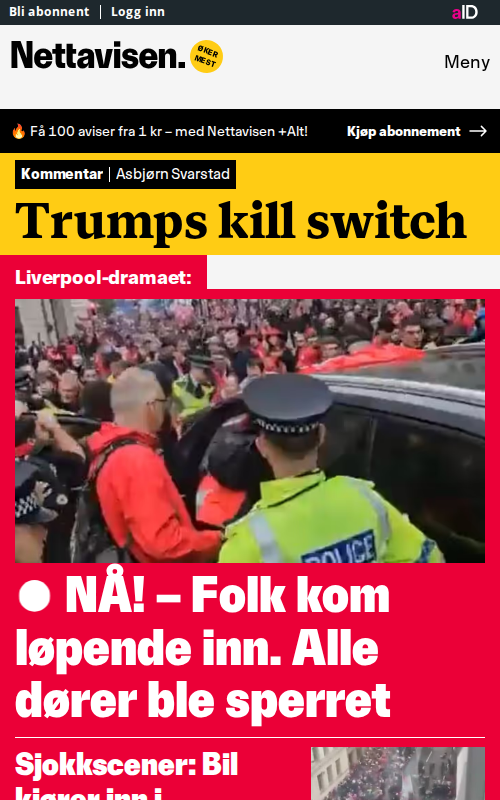 Bli abonnent | Logg inn
aID
Nettavisen.
ØKER
MEST
Meny
🔥 Få 100 aviser fra 1 kr – med Nettavisen +Alt!
Kjøp abonnement →
Kommentar | Asbjørn Svarstad
Trumps kill switch
Liverpool-dramaet:
POLICE
NÅ! – Folk kom
løpende inn. Alle
dører ble sperret
Sjokkscener: Bil
kjører inn i